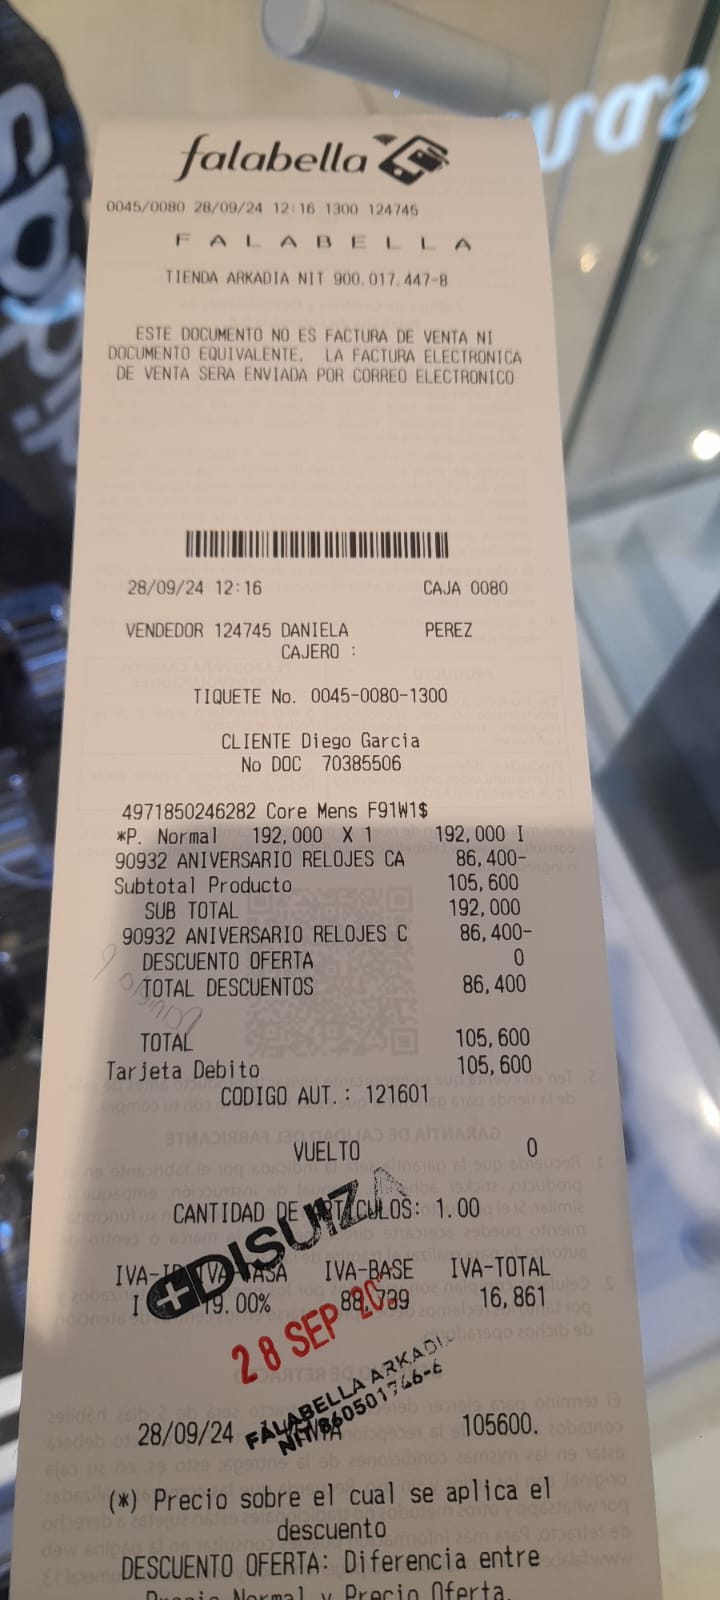 falabella
0045/0080 28/09/24 12:16 1300 124745
F A L A B E L L A
TIENDA ARKADIA NIT 900.017.447-8
ESTE DOCUMENTO NO ES FACTURA DE VENTA NI
DOCUMENTO EQUIVALENTE. LA FACTURA ELECTRONICA
DE VENTA SERA ENVIADA POR CORREO ELECTRONICO
28/09/24 12:16 CAJA 0080
VENDEDOR 124745 DANIELA PEREZ
CAJERO :
TIQUETE No. 0045-0080-1300
CLIENTE Diego Garcia
No DOC 70385506
4971850246282 Core Mens F91W1$
*P. Normal 192,000 X 1 192,000 I
90932 ANIVERSARIO RELOJES CA 86,400-
Subtotal Producto 105,600
SUB TOTAL 192,000
90932 ANIVERSARIO RELOJES C 86,400-
DESCUENTO OFERTA 0
TOTAL DESCUENTOS 86,400
TOTAL 105,600
Tarjeta Debito 105,600
CODIGO AUT.: 121601
VUELTO 0
CANTIDAD DE ARTICULOS: 1.00
DISUIZA
IVA-BASE IVA-TOTAL
I 19.00% 88,739 16,861
28 SEP
FALABELLA ARKADIA
28/09/24 105600.
(*) Precio sobre el cual se aplica el
descuento
DESCUENTO OFERTA: Diferencia entre
Precio Normal y Precio Oferta.